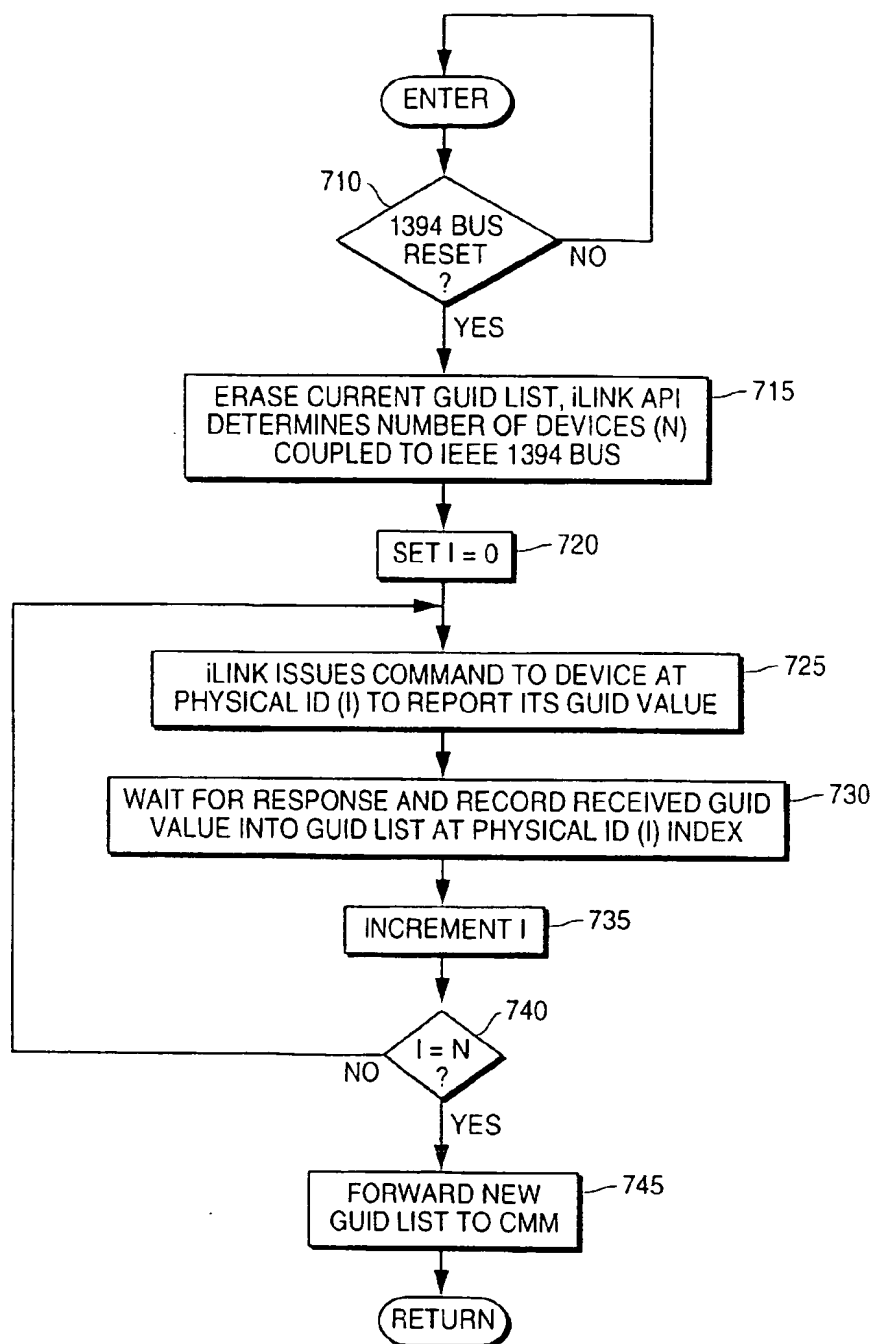 ENTER
710
1394 BUS
RESET
?
NO
YES
ERASE CURRENT GUID LIST, iLINK API
DETERMINES NUMBER OF DEVICES (N)
COUPLED TO IEEE 1394 BUS
715
SET I = 0
720
iLINK ISSUES COMMAND TO DEVICE AT
PHYSICAL ID (I) TO REPORT ITS GUID VALUE
725
WAIT FOR RESPONSE AND RECORD RECEIVED GUID
VALUE INTO GUID LIST AT PHYSICAL ID (I) INDEX
730
INCREMENT I
735
740
I = N
?
NO
YES
FORWARD NEW
GUID LIST TO CMM
745
RETURN